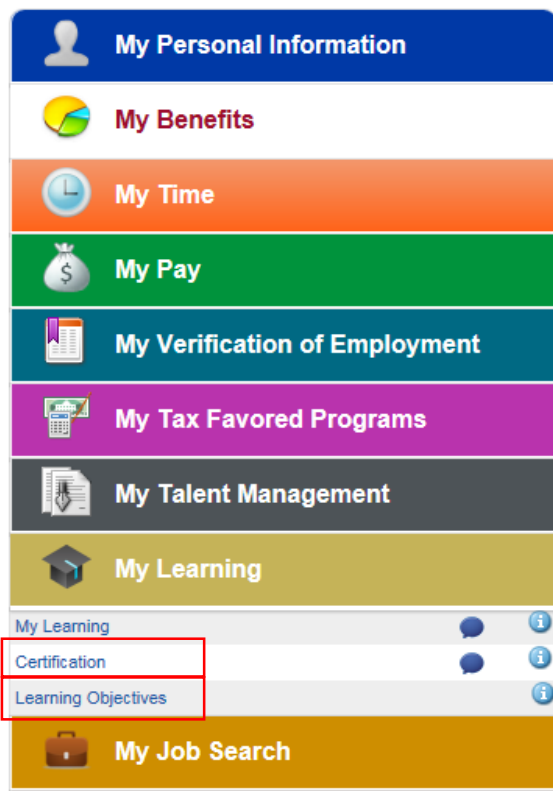 My Personal Information
My Benefits
My Time
$
My Pay
My Verification of Employment
My Tax Favored Programs
My Talent Management
My Learning
My Learning
i
Certification
i
Learning Objectives
i
My Job Search